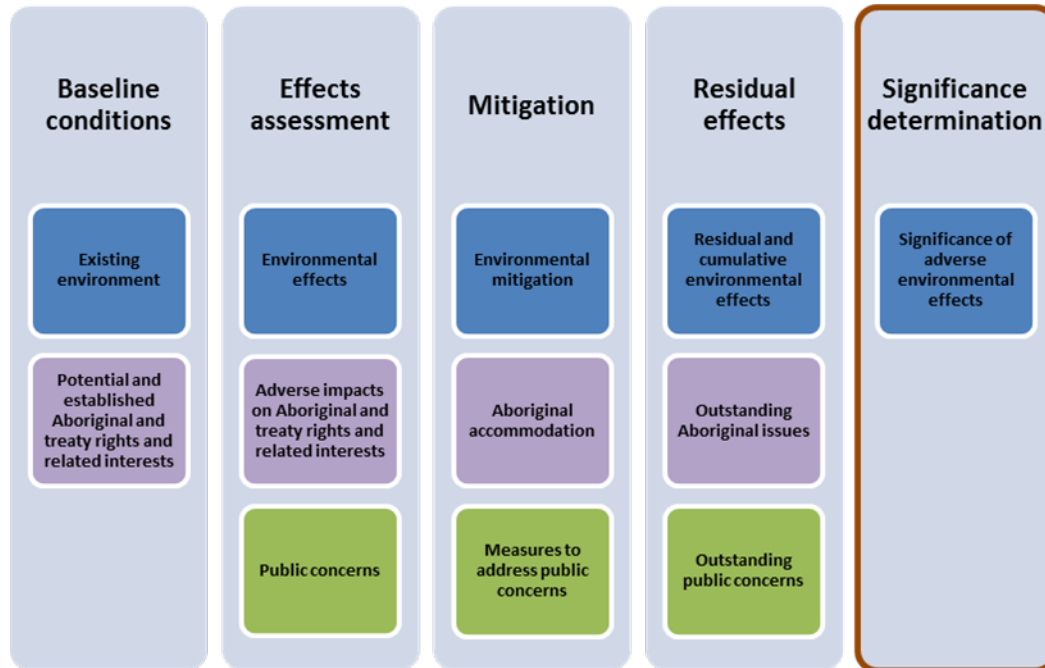 Baseline
conditions
Existing
environment
Potential and
established
Aboriginal and
treaty rights and
related interests
Effects
assessment
Environmental
effects
Adverse impacts
on Aboriginal and
treaty rights and
related interests
Public concerns
Mitigation
Environmental
mitigation
Aboriginal
accommodation
Measures to
address public
concerns
Residual
effects
Residual and
cumulative
environmental
effects
Outstanding
Aboriginal issues
Outstanding
public concerns
Significance
determination
Significance of
adverse
environmental
effects